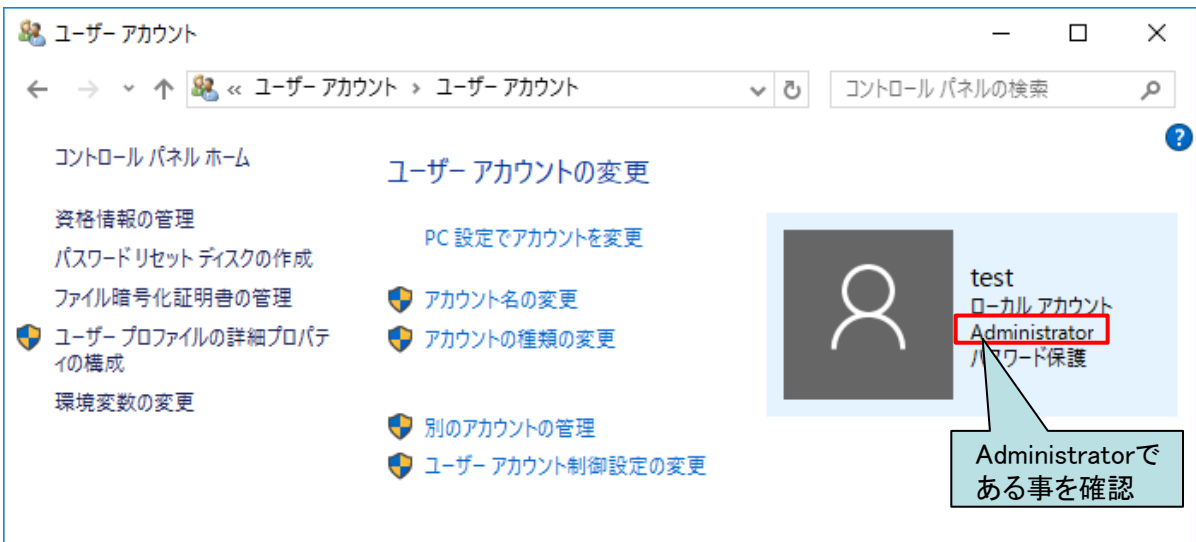 ユーザー アカウント
« ユーザー アカウント › ユーザー アカウント
コントロール パネルの検索
?
コントロール パネル ホーム
資格情報の管理
パスワード リセット ディスクの作成
ファイル暗号化証明書の管理
ユーザー プロファイルの詳細プロパテ
ィの構成
環境変数の変更
ユーザー アカウントの変更
PC 設定でアカウントを変更
アカウント名の変更
アカウントの種類の変更
別のアカウントの管理
ユーザー アカウント制御設定の変更
test
ローカル アカウント
Administrator
パスワード保護
Administratorで
ある事を確認